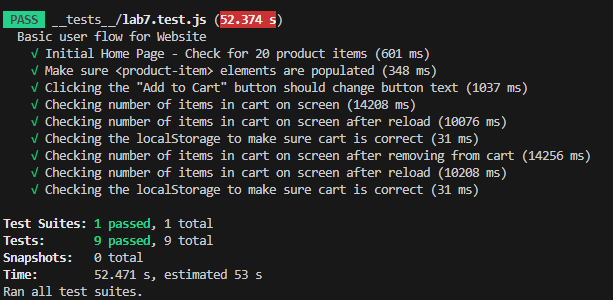 PASS __tests__/lab7.test.js (52.374 s)
Basic user flow for Website
√ Initial Home Page - Check for 20 product items (601 ms)
√ Make sure <product-item> elements are populated (348 ms)
√ Clicking the "Add to Cart" button should change button text (1037 ms)
√ Checking number of items in cart on screen (14208 ms)
√ Checking number of items in cart on screen after reload (10076 ms)
√ Checking the localStorage to make sure cart is correct (31 ms)
√ Checking number of items in cart on screen after removing from cart (14256 ms)
√ Checking number of items in cart on screen after reload (10208 ms)
√ Checking the localStorage to make sure cart is correct (31 ms)
Test Suites: 1 passed, 1 total
Tests: 9 passed, 9 total
Snapshots: 0 total
Time: 52.471 s, estimated 53 s
Ran all test suites.